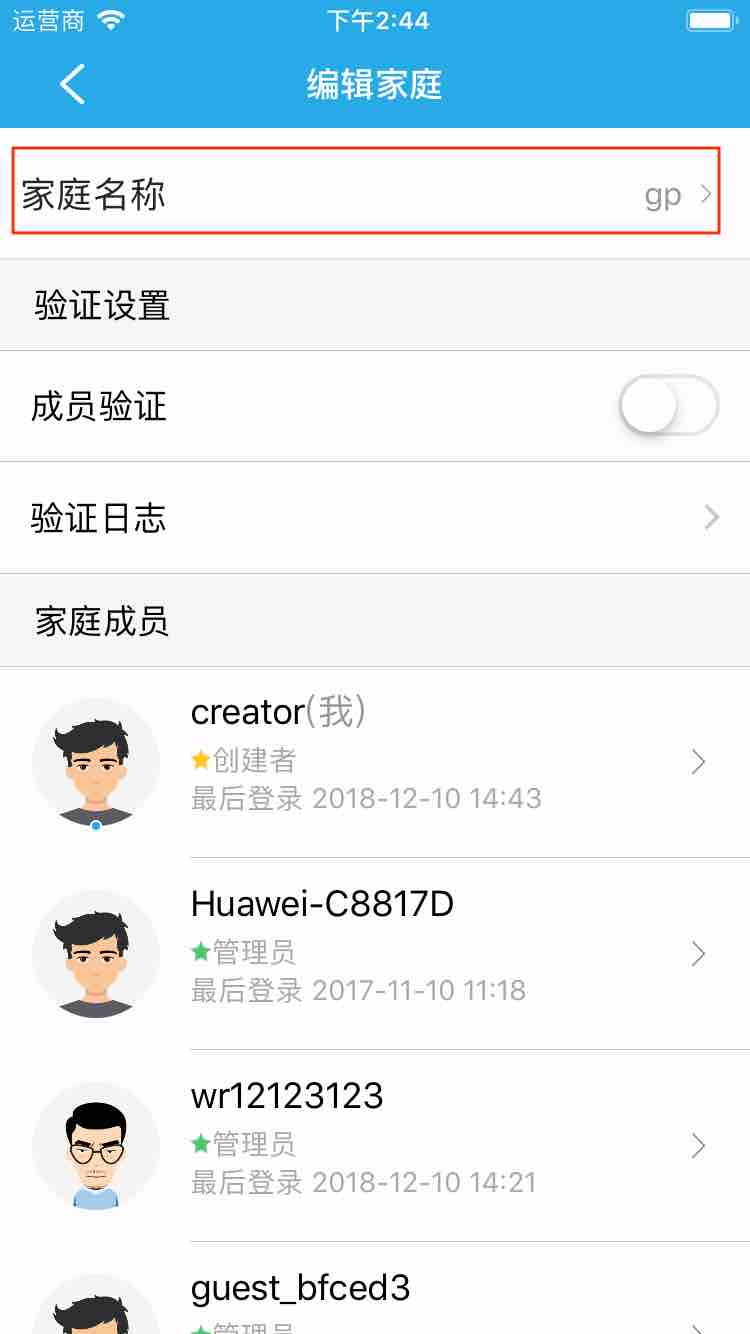 运营商 下午2:44
编辑家庭
家庭名称 gp
验证设置
成员验证
验证日志
家庭成员
creator(我)
创建者
最后登录 2018-12-10 14:43
Huawei-C8817D
管理员
最后登录 2017-11-10 11:18
wr12123123
管理员
最后登录 2018-12-10 14:21
guest_bfced3
管理员